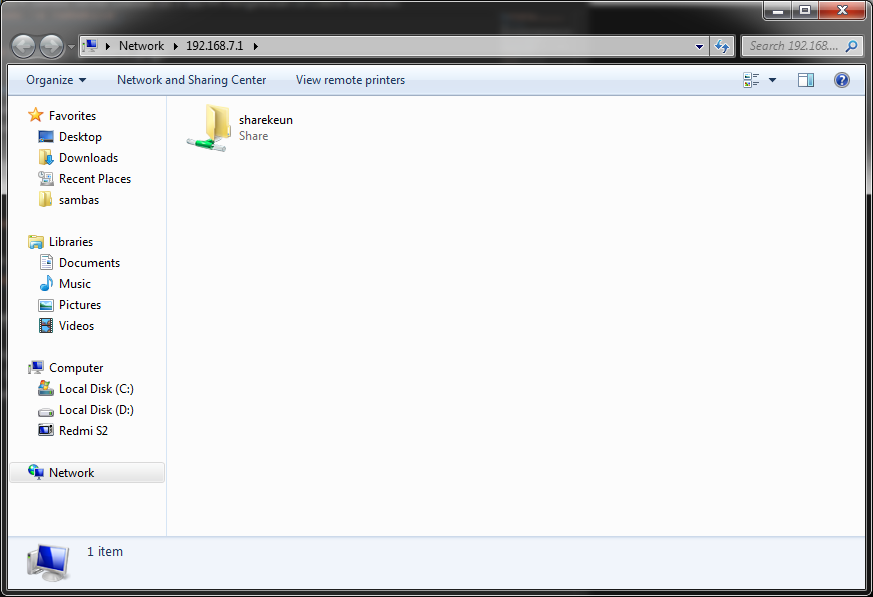 Network 192.168.7.1
Search 192.168....
Organize Network and Sharing Center View remote printers
Favorites
Desktop
Downloads
Recent Places
sambas
Libraries
Documents
Music
Pictures
Videos
Computer
Local Disk (C:)
Local Disk (D:)
Redmi S2
Network
sharekeun
Share
1 item